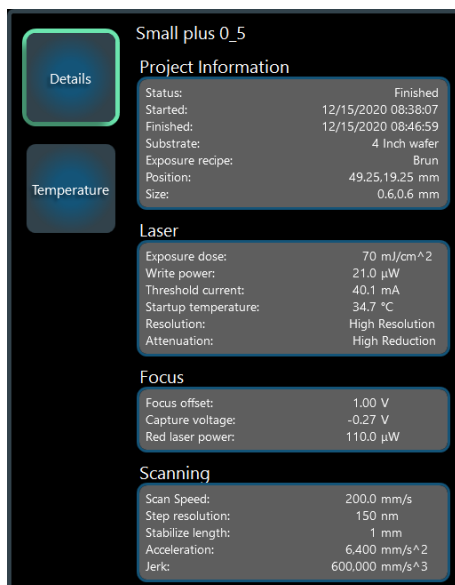 Small plus 0_5
Details
Temperature
Project Information
Status: Finished
Started: 12/15/2020 08:38:07
Finished: 12/15/2020 08:46:59
Substrate: 4 Inch wafer
Exposure recipe: Brun
Position: 49.25,19.25 mm
Size: 0.6,0.6 mm
Laser
Exposure dose: 70 mJ/cm^2
Write power: 21.0 µW
Threshold current: 40.1 mA
Startup temperature: 34.7 °C
Resolution: High Resolution
Attenuation: High Reduction
Focus
Focus offset: 1.00 V
Capture voltage: -0.27 V
Red laser power: 110.0 µW
Scanning
Scan Speed: 200.0 mm/s
Step resolution: 150 nm
Stabilize length: 1 mm
Acceleration: 6,400 mm/s^2
Jerk: 600,000 mm/s^3